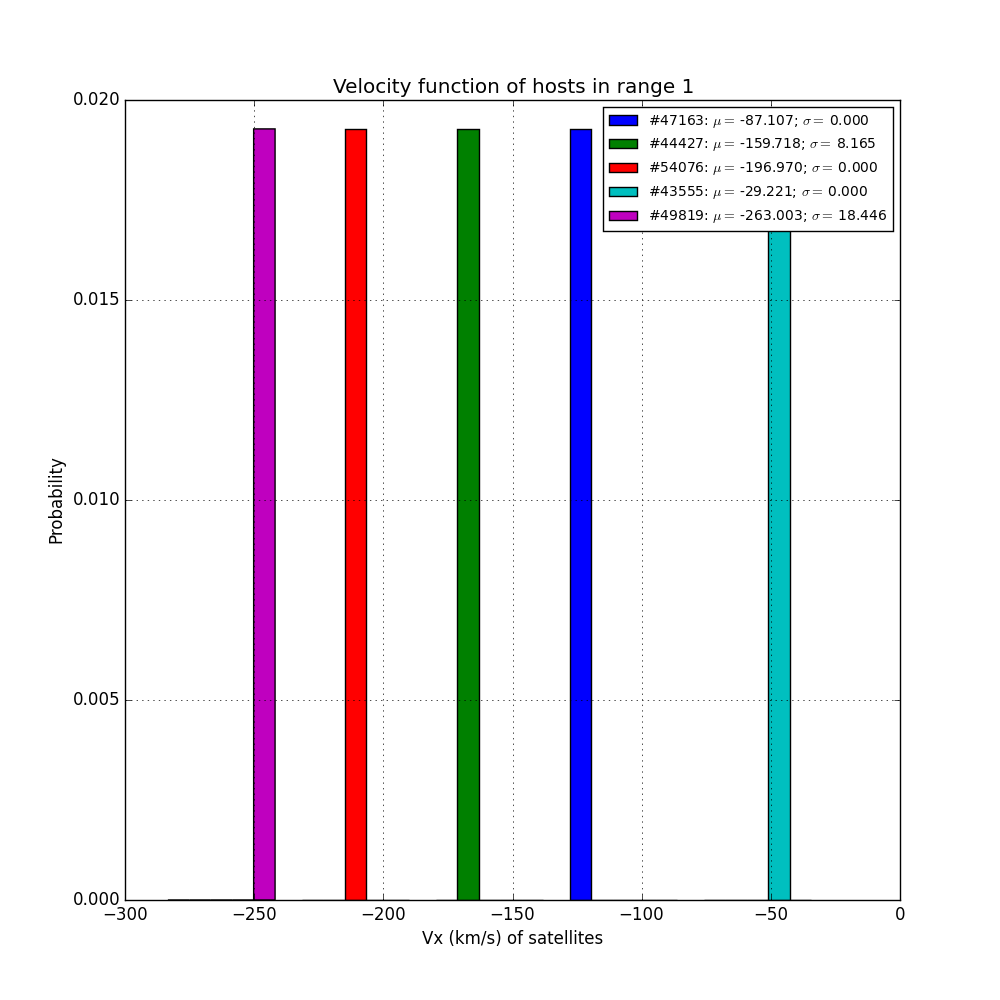 Velocity function of hosts in range 1
0.020
0.015
0.010
0.005
0.000
Probability
#47163: μ = -87.107; σ = 0.000
#44427: μ = -159.718; σ = 8.165
#54076: μ = -196.970; σ = 0.000
#43555: μ = -29.221; σ = 0.000
#49819: μ = -263.003; σ = 18.446
−300 −250 −200 −150 −100 −50 0
Vx (km/s) of satellites